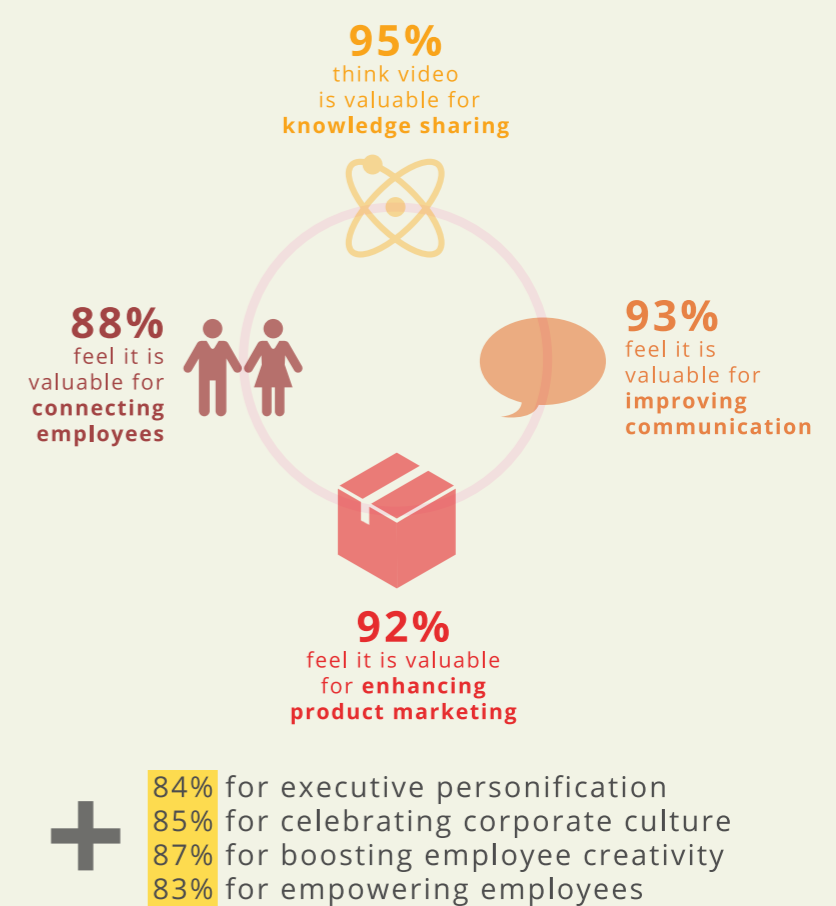 95%
think video
is valuable for
knowledge sharing
88%
feel it is
valuable for
connecting
employees
93%
feel it is
valuable for
improving
communication
92%
feel it is valuable
for enhancing
product marketing
+
84% for executive personification
85% for celebrating corporate culture
87% for boosting employee creativity
83% for empowering employees